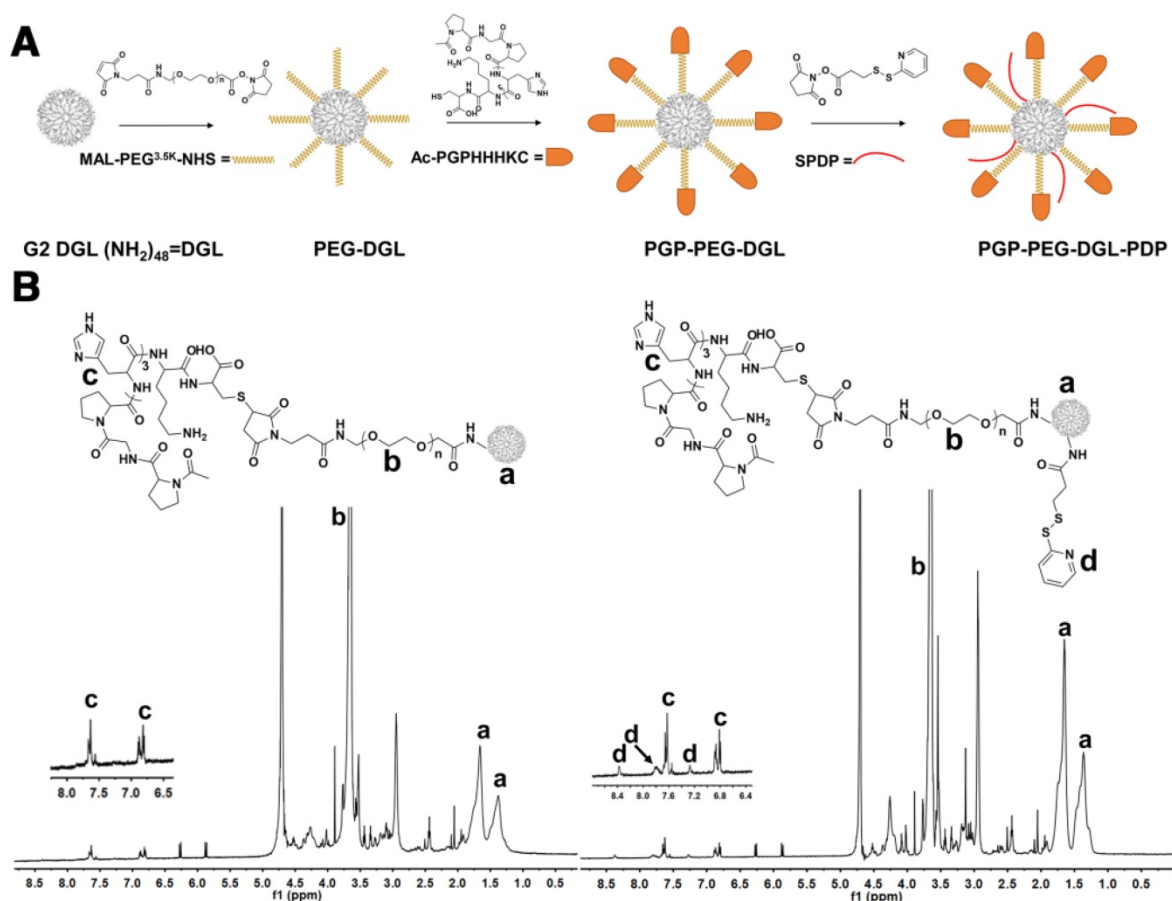 A
MAL-PEG3.5K-NHS =
Ac-PGPHHHKC =
SPDP =
G2 DGL (NH2)48=DGL
PEG-DGL
PGP-PEG-DGL
PGP-PEG-DGL-PDP
B
c
b
a
b
c
c
a
a
8.0 7.5 7.0 6.5
8.5 8.0 7.5 7.0 6.5 6.0 5.5 5.0 4.5 4.0 3.5 3.0 2.5 2.0 1.5 1.0 0.5
f1 (ppm)
c
a
b
d
b
c
d
d
d
c
a
a
8.4 8.0 7.6 7.2 6.8 6.4
8.5 8.0 7.5 7.0 6.5 6.0 5.5 5.0 4.5 4.0 3.5 3.0 2.5 2.0 1.5 1.0 0.5 0.0
f1 (ppm)